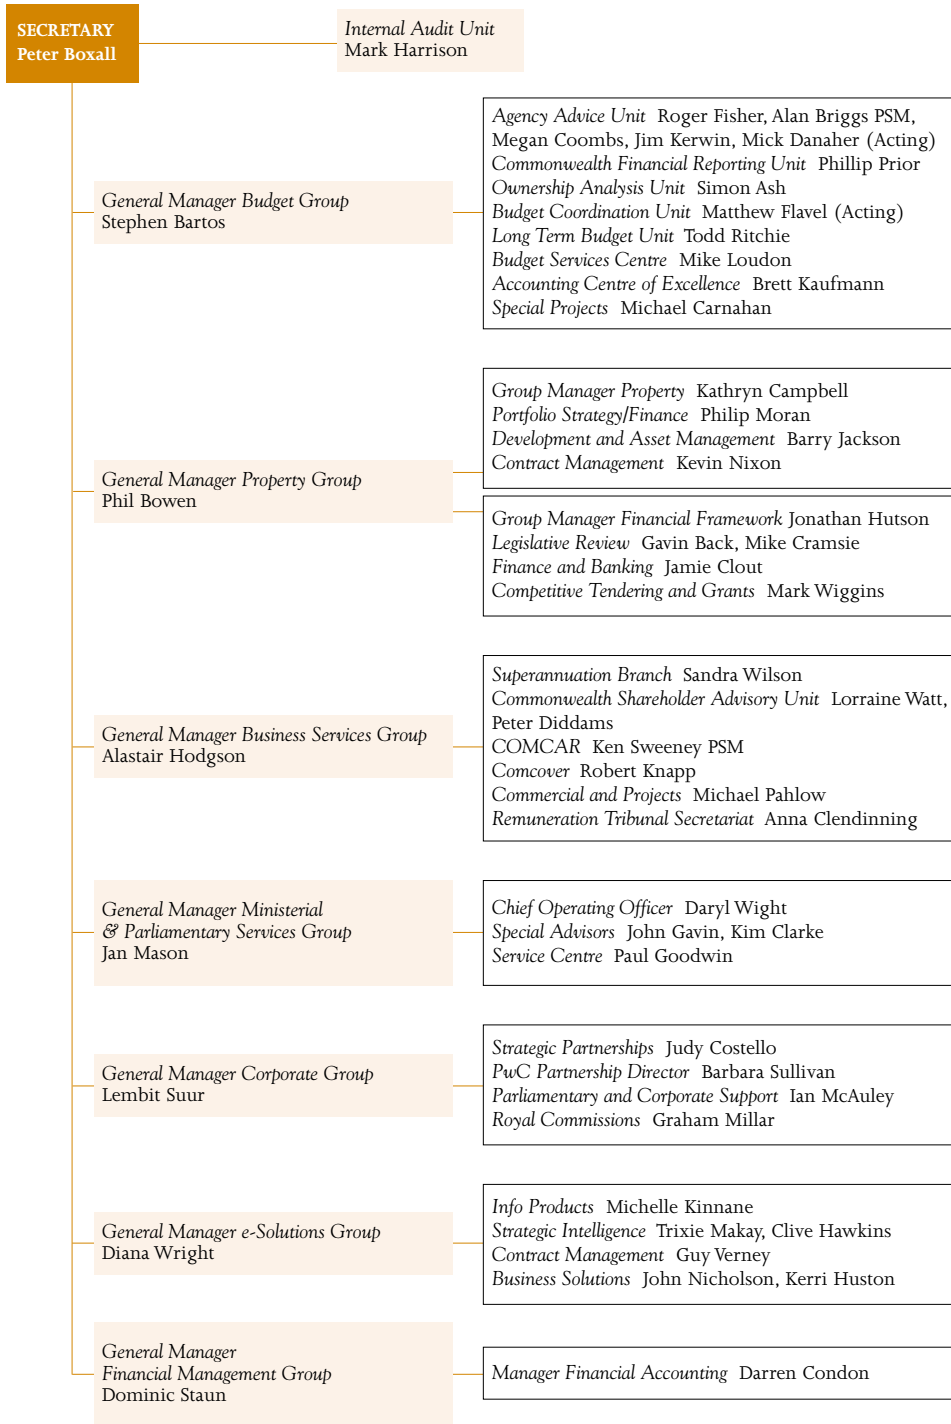 SECRETARY
Peter Boxall
Internal Audit Unit
Mark Harrison
General Manager Budget Group
Stephen Bartos
Agency Advice Unit Roger Fisher, Alan Briggs PSM,
Megan Coombs, Jim Kerwin, Mick Danaher (Acting)
Commonwealth Financial Reporting Unit Phillip Prior
Ownership Analysis Unit Simon Ash
Budget Coordination Unit Matthew Flavel (Acting)
Long Term Budget Unit Todd Ritchie
Budget Services Centre Mike Loudon
Accounting Centre of Excellence Brett Kaufmann
Special Projects Michael Carnahan
General Manager Property Group
Phil Bowen
Group Manager Property Kathryn Campbell
Portfolio Strategy/Finance Philip Moran
Development and Asset Management Barry Jackson
Contract Management Kevin Nixon
Group Manager Financial Framework Jonathan Hutson
Legislative Review Gavin Back, Mike Cramsie
Finance and Banking Jamie Clout
Competitive Tendering and Grants Mark Wiggins
General Manager Business Services Group
Alastair Hodgson
Superannuation Branch Sandra Wilson
Commonwealth Shareholder Advisory Unit Lorraine Watt,
Peter Diddams
COMCAR Ken Sweeney PSM
Comcover Robert Knapp
Commercial and Projects Michael Pahlow
Remuneration Tribunal Secretariat Anna Clendinning
General Manager Ministerial
& Parliamentary Services Group
Jan Mason
Chief Operating Officer Daryl Wight
Special Advisors John Gavin, Kim Clarke
Service Centre Paul Goodwin
General Manager Corporate Group
Lembit Suur
Strategic Partnerships Judy Costello
PwC Partnership Director Barbara Sullivan
Parliamentary and Corporate Support Ian McAuley
Royal Commissions Graham Millar
General Manager e-Solutions Group
Diana Wright
Info Products Michelle Kinnane
Strategic Intelligence Trixie Makay, Clive Hawkins
Contract Management Guy Verney
Business Solutions John Nicholson, Kerri Huston
General Manager
Financial Management Group
Dominic Staun
Manager Financial Accounting Darren Condon